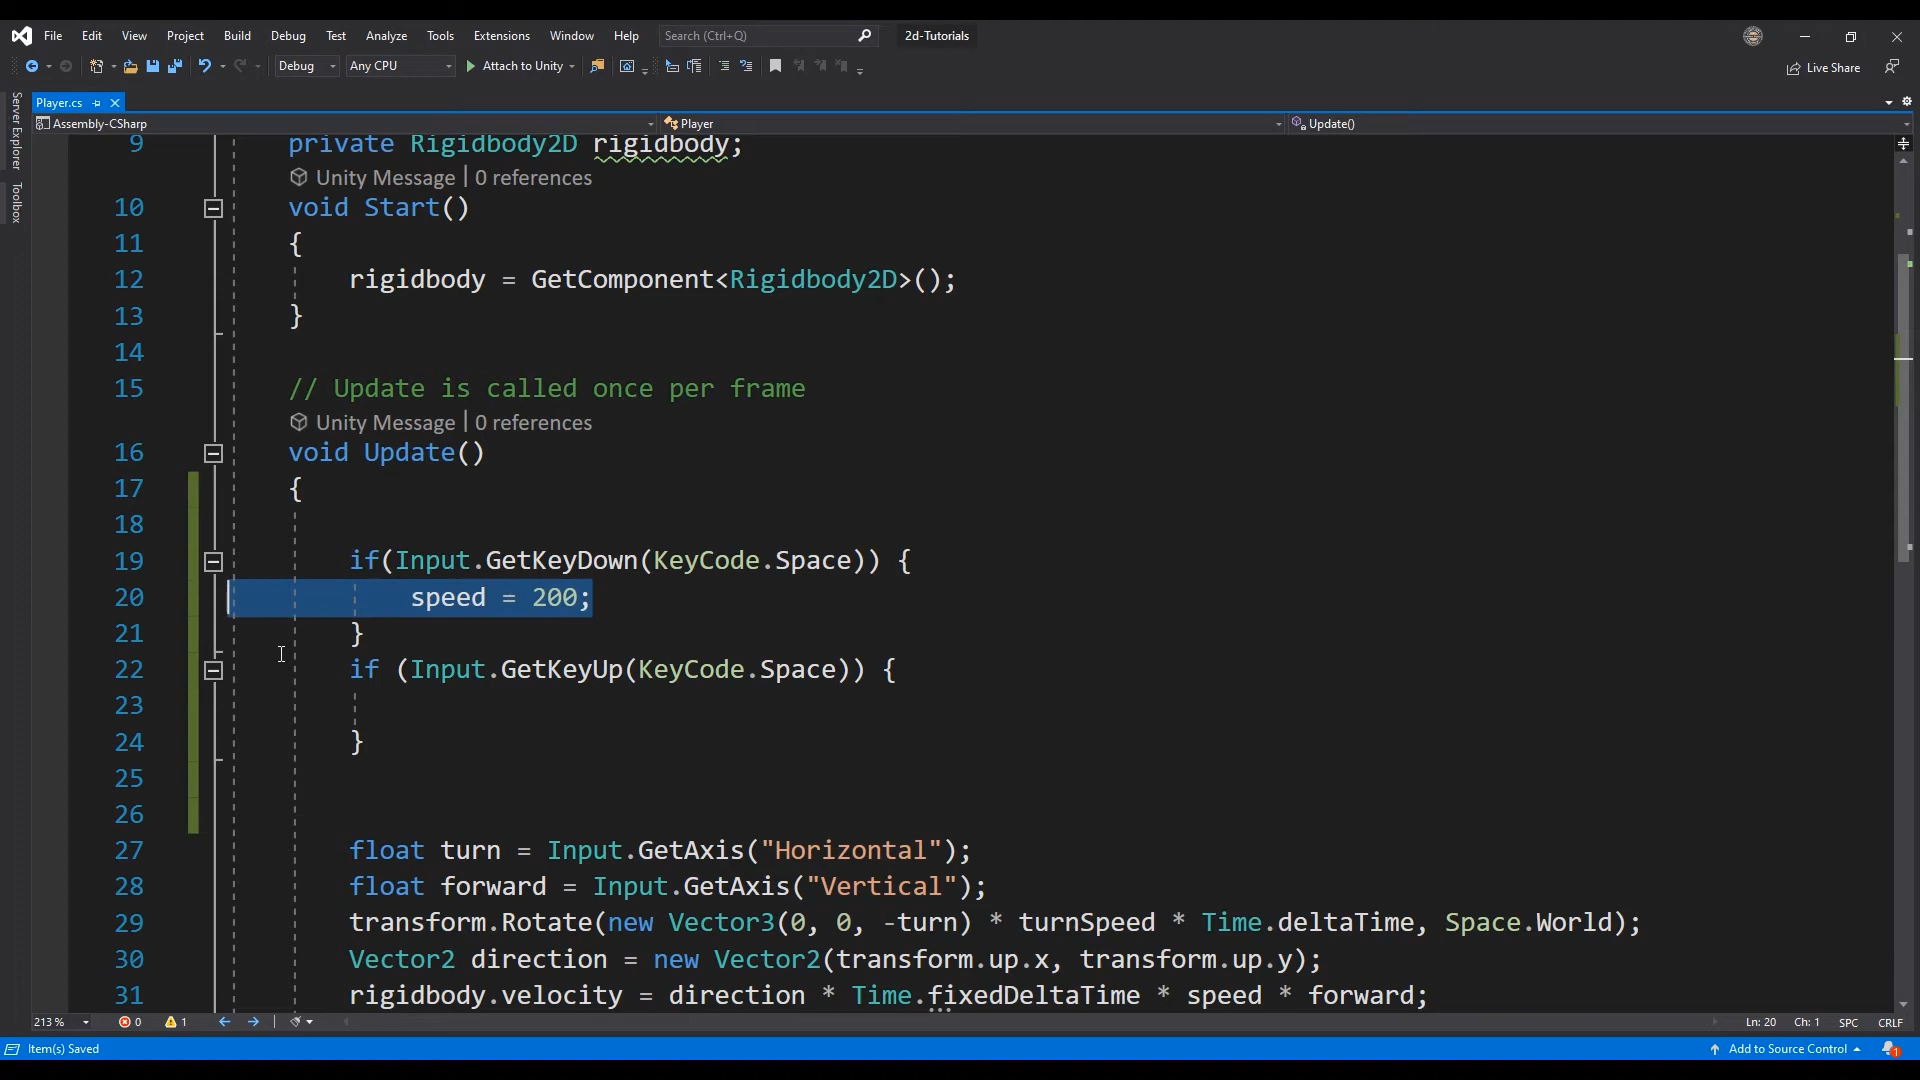 File Edit View Project Build Debug Test Analyze Tools Extensions Window Help Search (Ctrl+Q) 2d-Tutorials
Debug Any CPU Attach to Unity Live Share
Server Explorer
Toolbox
Player.cs
Assembly-CSharp Player Update()
9 private Rigidbody2D rigidbody;
Unity Message | 0 references
10 void Start()
11 {
12 rigidbody = GetComponent<Rigidbody2D>();
13 }
14
15 // Update is called once per frame
Unity Message | 0 references
16 void Update()
17 {
18
19 if(Input.GetKeyDown(KeyCode.Space)) {
20 speed = 200;
21 }
22 if (Input.GetKeyUp(KeyCode.Space)) {
23
24 }
25
26
27 float turn = Input.GetAxis("Horizontal");
28 float forward = Input.GetAxis("Vertical");
29 transform.Rotate(new Vector3(0, 0, -turn) * turnSpeed * Time.deltaTime, Space.World);
30 Vector2 direction = new Vector2(transform.up.x, transform.up.y);
31 rigidbody.velocity = direction * Time.fixedDeltaTime * speed * forward;
213 % 0 1 Ln: 20 Ch: 1 SPC CRLF
Item(s) Saved Add to Source Control 1